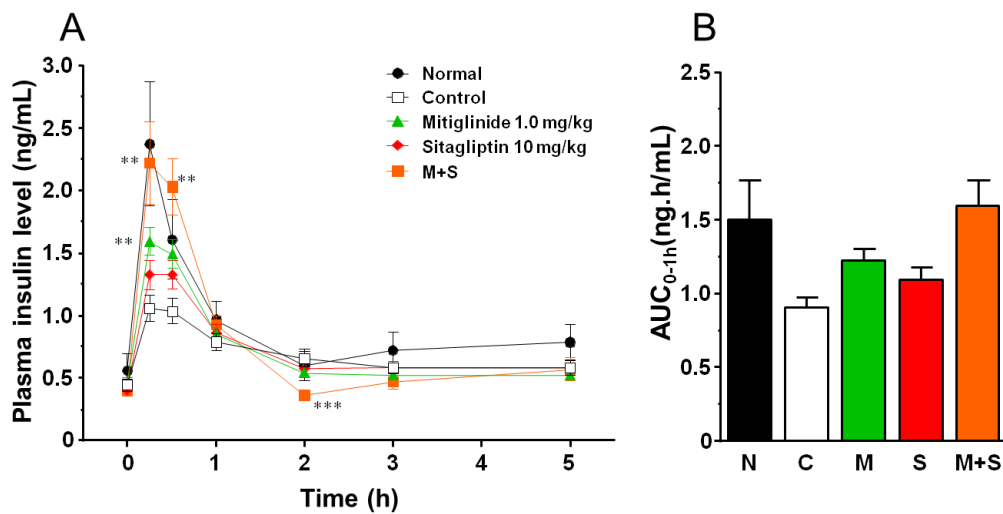 A
Plasma insulin level (ng/mL)
3.0
2.5
2.0
1.5
1.0
0.5
0
Normal
Control
Mitiglinide 1.0 mg/kg
Sitagliptin 10 mg/kg
M+S
**
**
**
***
0 1 2 3 4 5
Time (h)
B
AUC0-1h(ng.h/mL)
2.5
2.0
1.5
1.0
0.5
0
N C M S M+S